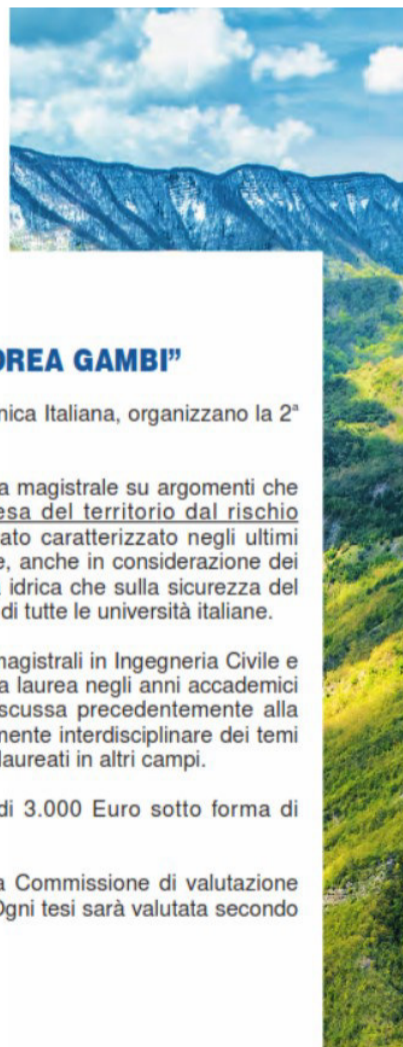 REA GAMBI”
nica Italiana, organizzano la 2ª
a magistrale su argomenti che
esa del territorio dal rischio
ato caratterizzato negli ultimi
e, anche in considerazione dei
idrica che sulla sicurezza del
di tutte le università italiane.
magistrali in Ingegneria Civile e
a laurea negli anni accademici
scussa precedentemente alla
mente interdisciplinare dei temi
laureati in altri campi.
di 3.000 Euro sotto forma di
a Commissione di valutazione
Ogni tesi sarà valutata secondo